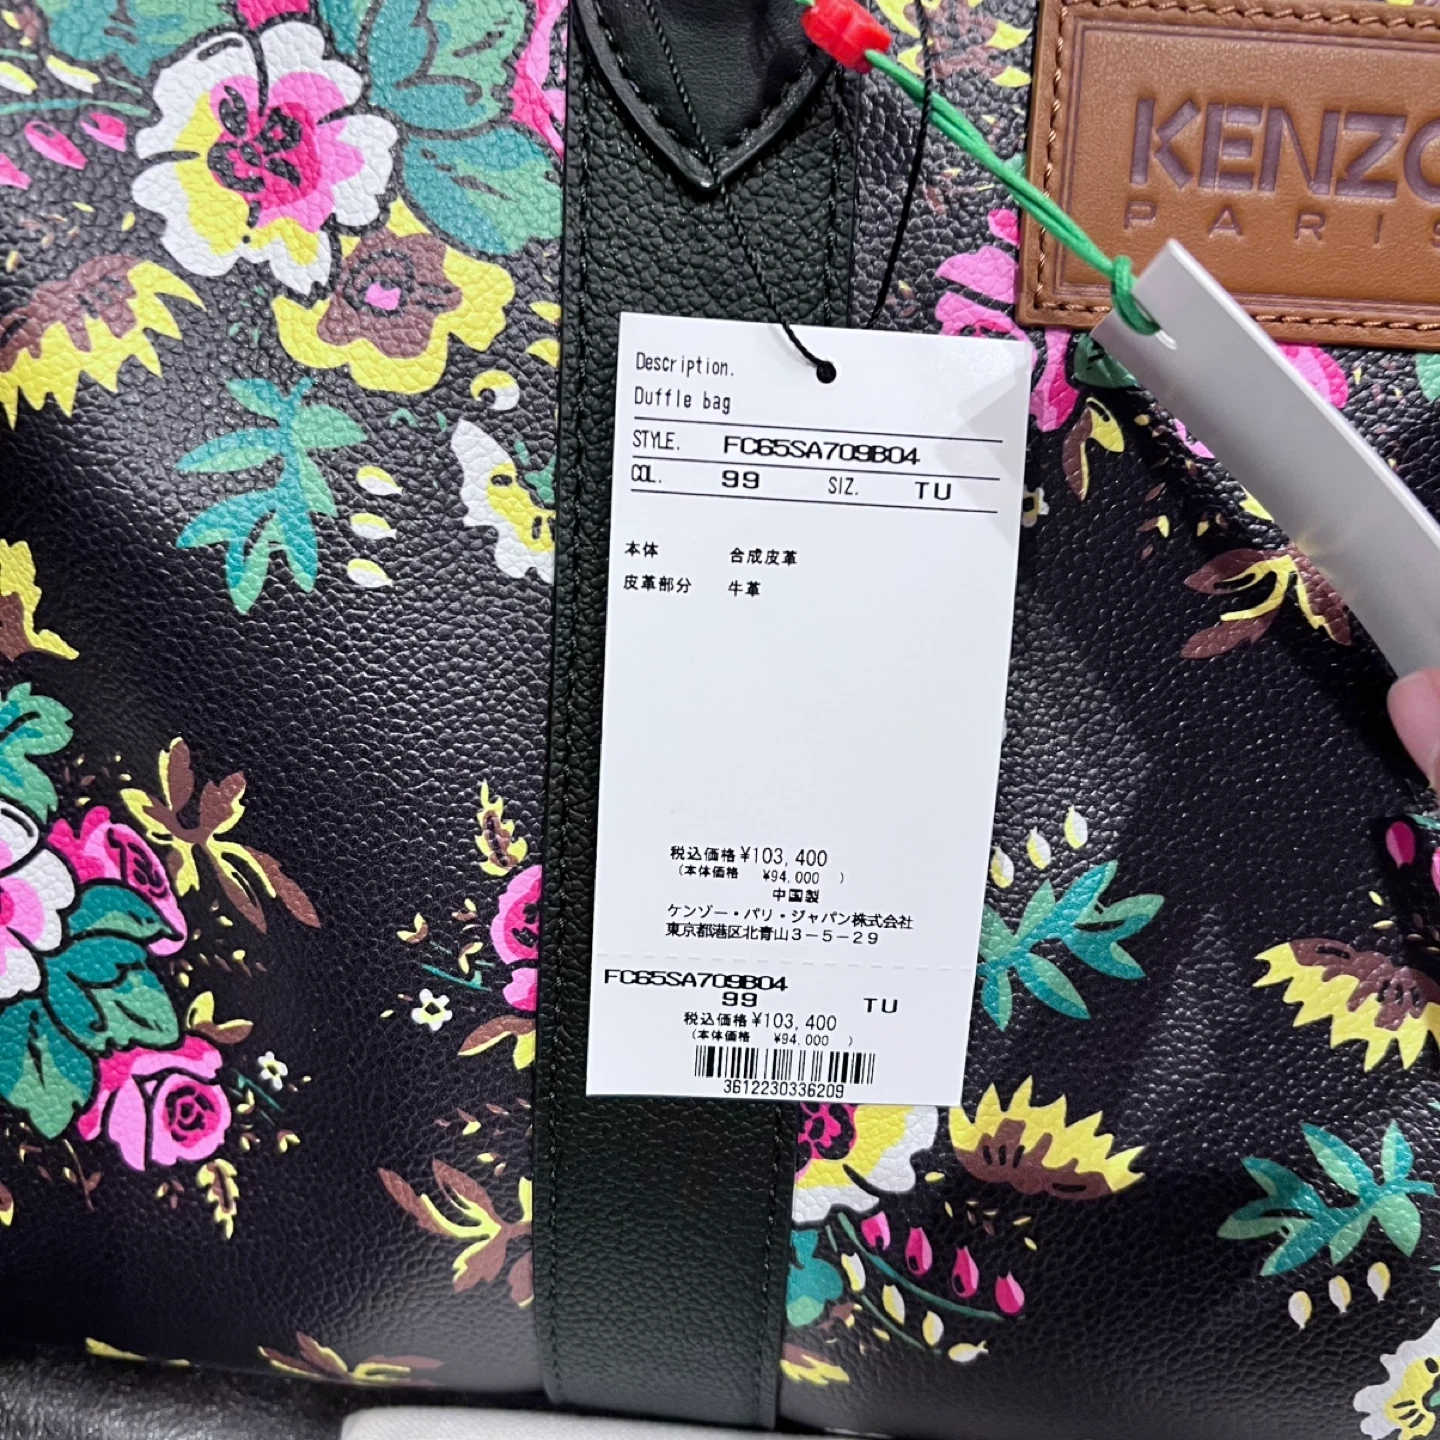 KENZO
PARIS
Description.
Duffle bag
STYLE. FC65SA709B04
COL. 99 SIZ. TU
本体 合成皮革
皮革部分 牛革
税込価格¥103,400
(本体価格 ¥94,000 )
中国製
ケンゾー・パリ・ジャパン株式会社
東京都港区北青山3-5-29
FC65SA709B04
99 TU
税込価格¥103,400
(本体価格 ¥94,000 )
3612230336209